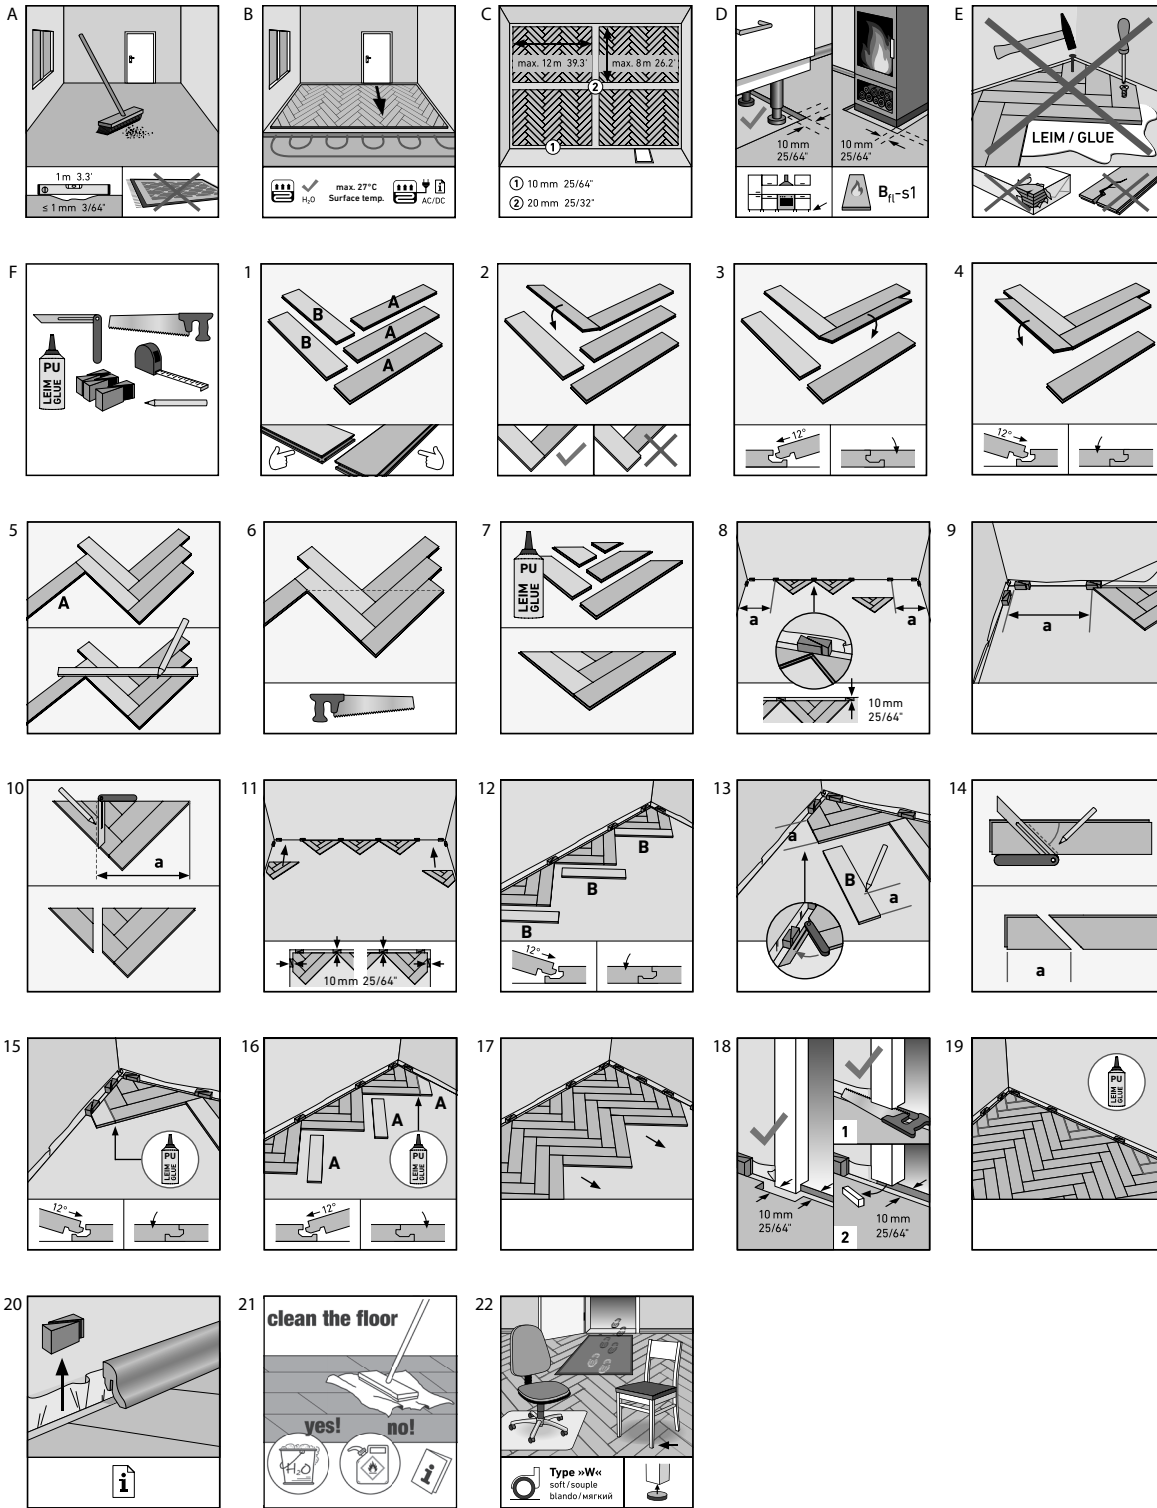 A
1 m 3.3'
≤ 1 mm 3/64"
B
H₂O
max. 27°C
Surface temp.
AC/DC
C
max. 12 m 39.3'
max. 8 m 26.2'
2
1
1 10 mm 25/64"
2 20 mm 25/32"
D
10 mm
25/64"
10 mm
25/64"
Bfl-s1
E
LEIM / GLUE
F
PU
LEIM
GLUE
1
B
B
A
A
A
2
3
12°
4
12°
5
A
6
7
PU
LEIM
GLUE
8
a
a
10 mm
25/64"
9
a
10
a
11
10 mm 25/64"
12
B
B
B
12°
13
a
B
a
14
a
15
PU
LEIM
GLUE
12°
16
A
A
A
PU
LEIM
GLUE
12°
17
18
1
10 mm
25/64"
2
10 mm
25/64"
19
PU
LEIM
GLUE
20
i
21
clean the floor
yes!
no!
H₂O
i
22
Type »W«
soft / souple
blando / мягкий